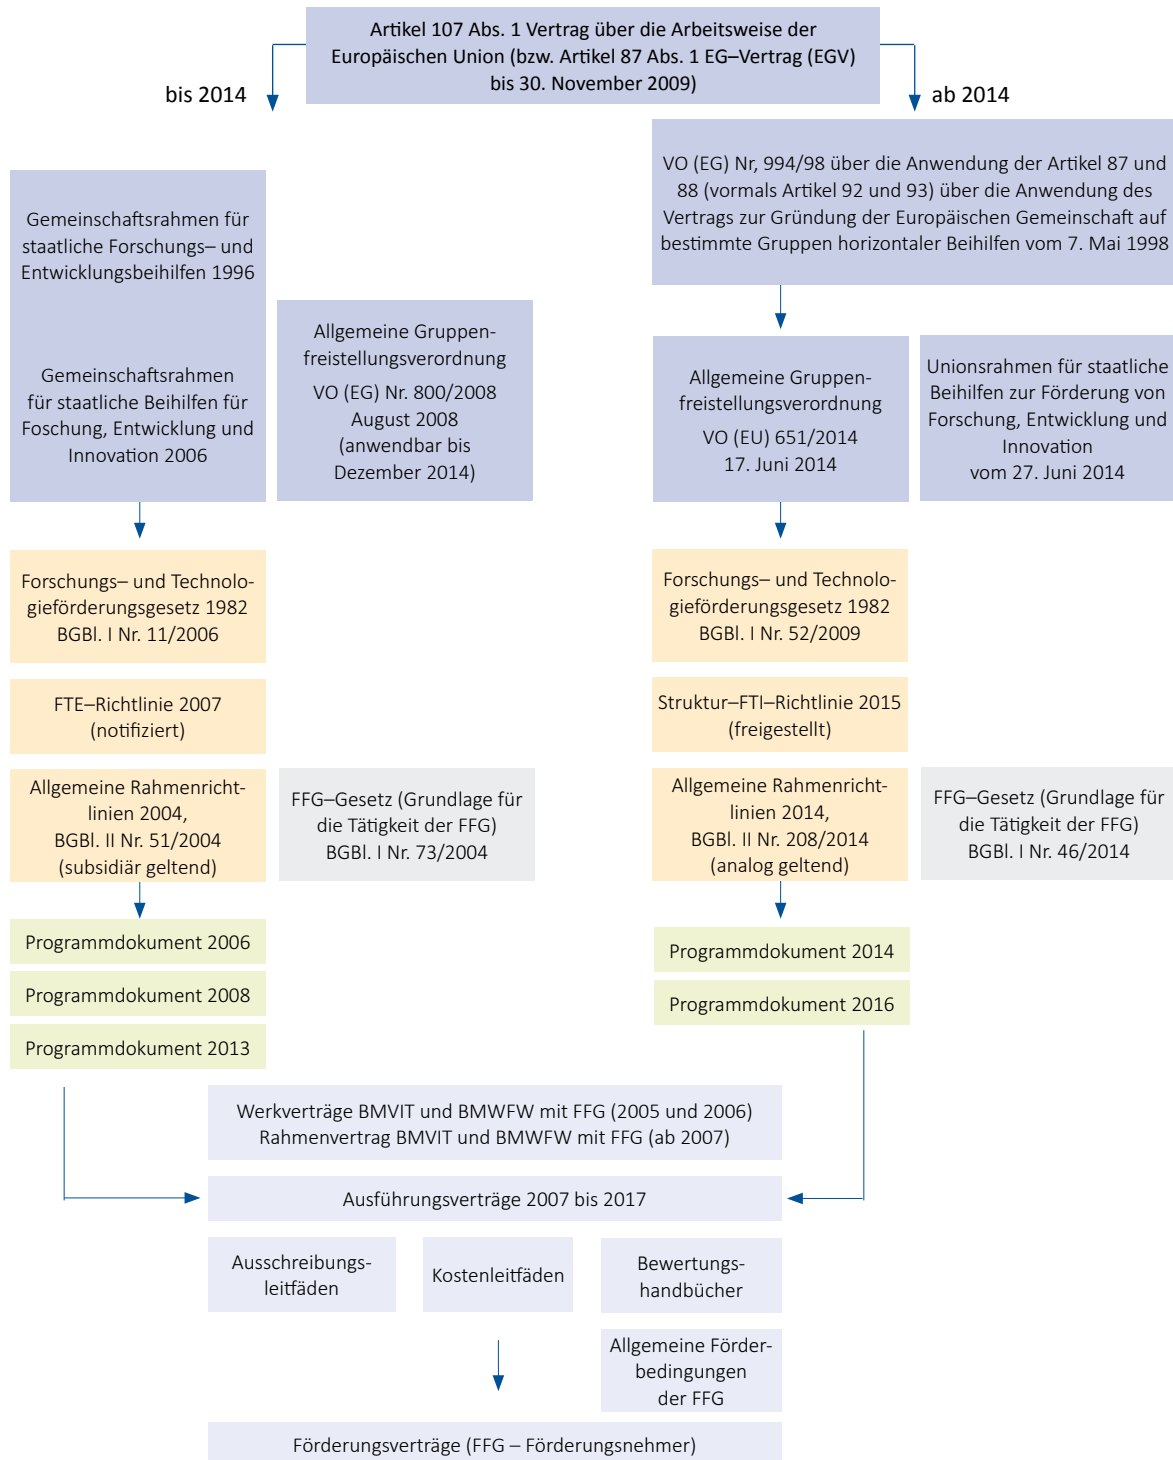 Artikel 107 Abs. 1 Vertrag über die Arbeitsweise der
Europäischen Union (bzw. Artikel 87 Abs. 1 EG–Vertrag (EGV)
bis 30. November 2009)
bis 2014
ab 2014
Gemeinschaftsrahmen für
staatliche Forschungs– und
Entwicklungsbeihilfen 1996
Gemeinschaftsrahmen
für staatliche Beihilfen für
Foschung, Entwicklung und
Innovation 2006
Allgemeine Gruppen-
freistellungsverordnung
VO (EG) Nr. 800/2008
August 2008
(anwendbar bis
Dezember 2014)
VO (EG) Nr, 994/98 über die Anwendung der Artikel 87 und
88 (vormals Artikel 92 und 93) über die Anwendung des
Vertrags zur Gründung der Europäischen Gemeinschaft auf
bestimmte Gruppen horizontaler Beihilfen vom 7. Mai 1998
Allgemeine Gruppen-
freistellungsverordnung
VO (EU) 651/2014
17. Juni 2014
Unionsrahmen für staatliche
Beihilfen zur Förderung von
Forschung, Entwicklung und
Innovation
vom 27. Juni 2014
Forschungs– und Technolo-
gieförderungsgesetz 1982
BGBl. I Nr. 11/2006
FTE–Richtlinie 2007
(notifiziert)
Allgemeine Rahmenricht-
linien 2004,
BGBl. II Nr. 51/2004
(subsidiär geltend)
FFG–Gesetz (Grundlage für
die Tätigkeit der FFG)
BGBl. I Nr. 73/2004
Forschungs– und Technolo-
gieförderungsgesetz 1982
BGBl. I Nr. 52/2009
Struktur–FTI–Richtlinie 2015
(freigestellt)
Allgemeine Rahmenricht-
linien 2014,
BGBl. II Nr. 208/2014
(analog geltend)
FFG–Gesetz (Grundlage für
die Tätigkeit der FFG)
BGBl. I Nr. 46/2014
Programmdokument 2006
Programmdokument 2008
Programmdokument 2013
Programmdokument 2014
Programmdokument 2016
Werkverträge BMVIT und BMWFW mit FFG (2005 und 2006)
Rahmenvertrag BMVIT und BMWFW mit FFG (ab 2007)
Ausführungsverträge 2007 bis 2017
Ausschreibungs-
leitfäden
Kostenleitfäden
Bewertungs-
handbücher
Allgemeine Förder-
bedingungen
der FFG
Förderungsverträge (FFG – Förderungsnehmer)